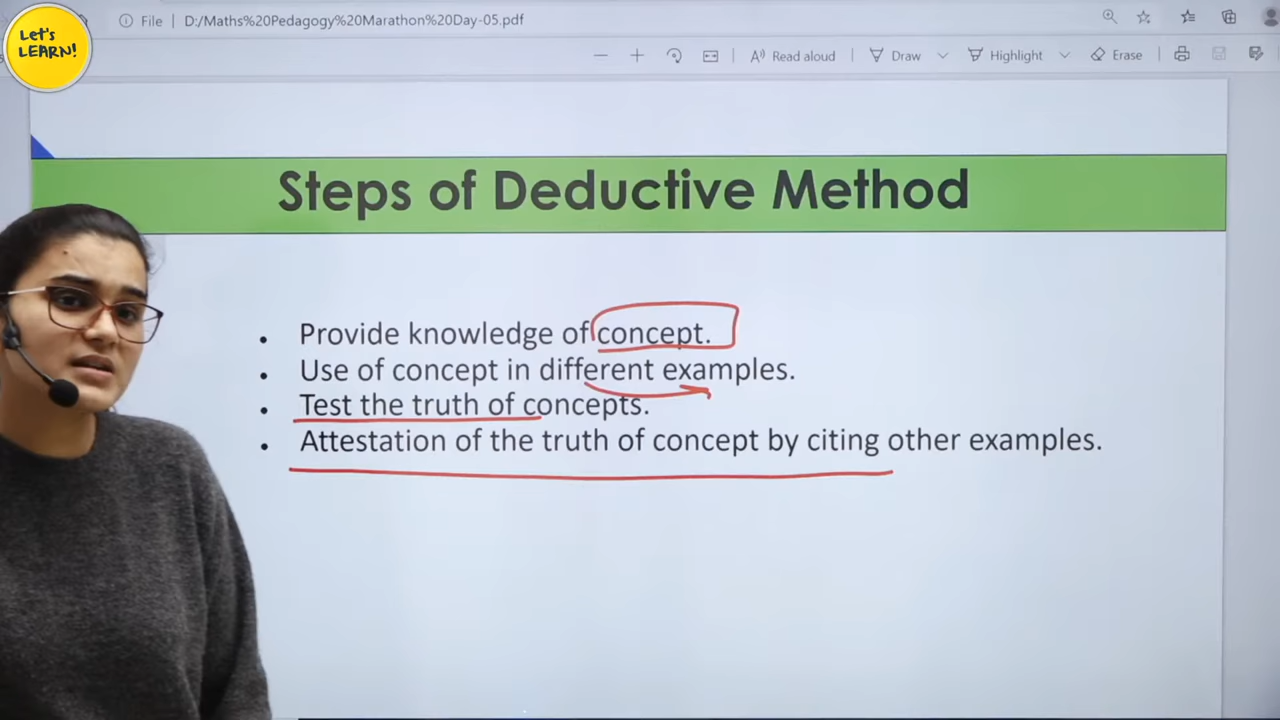 Let's
LEARN!
File D:/Maths%20Pedagogy%20Marathon%20Day-05.pdf
Read aloud Draw Highlight Erase
Steps of Deductive Method
• Provide knowledge of concept.
• Use of concept in different examples.
• Test the truth of concepts.
• Attestation of the truth of concept by citing other examples.